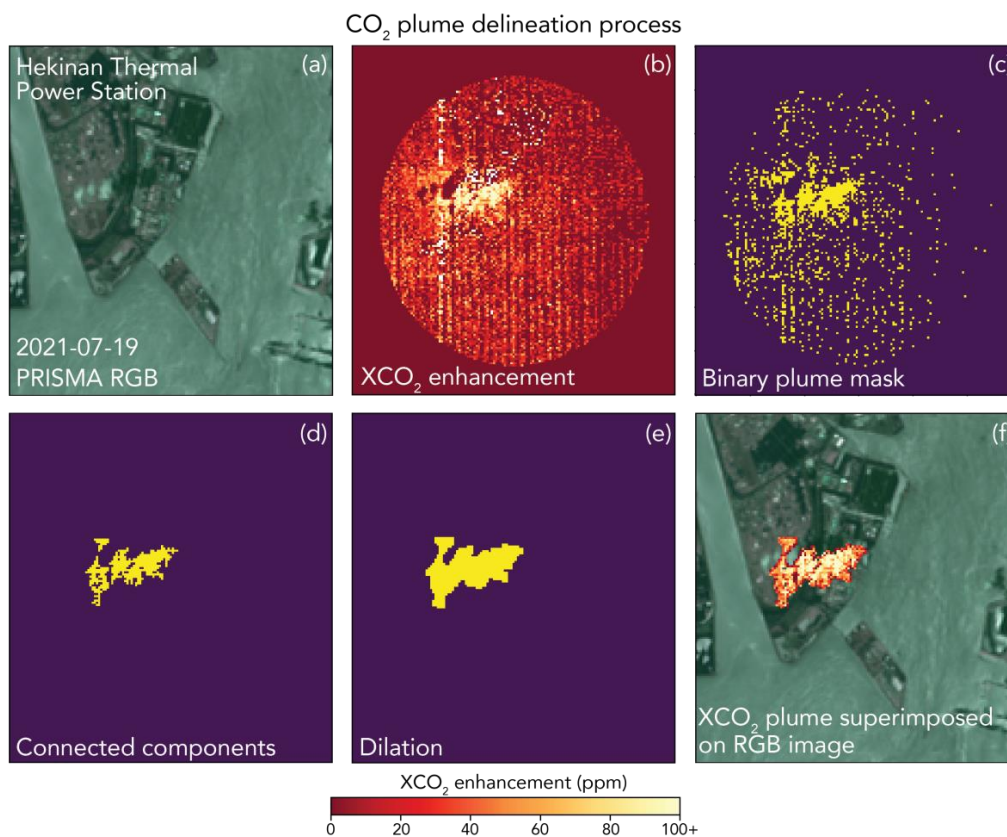 CO₂ plume delineation process
Hekinan Thermal
Power Station
(a)
2021-07-19
PRISMA RGB
(b)
XCO₂ enhancement
(c)
Binary plume mask
(d)
Connected components
(e)
Dilation
(f)
XCO₂ plume superimposed
on RGB image
XCO₂ enhancement (ppm)
0 20 40 60 80 100+